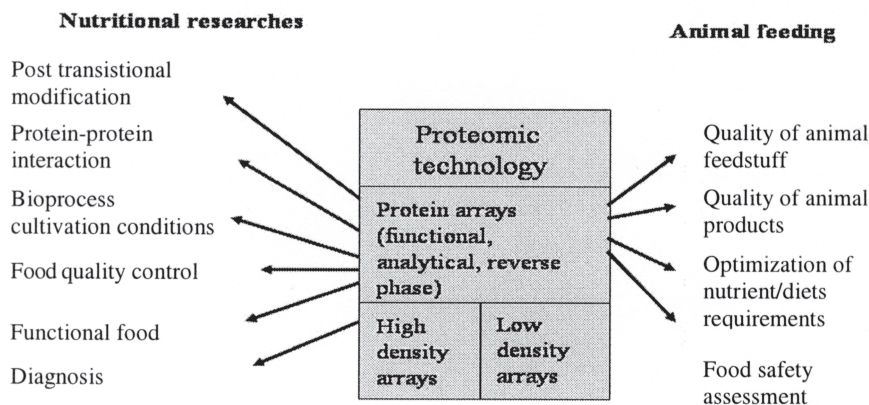 Nutritional researches
Post transistional
modification
Protein-protein
interaction
Bioprocess
cultivation conditions
Food quality control
Functional food
Diagnosis
Proteomic
technology
Protein arrays
(functional,
analytical, reverse
phase)
High
density
arrays
Low
density
arrays
Animal feeding
Quality of animal
feedstuff
Quality of animal
products
Optimization of
nutrient/diets
requirements
Food safety
assessment